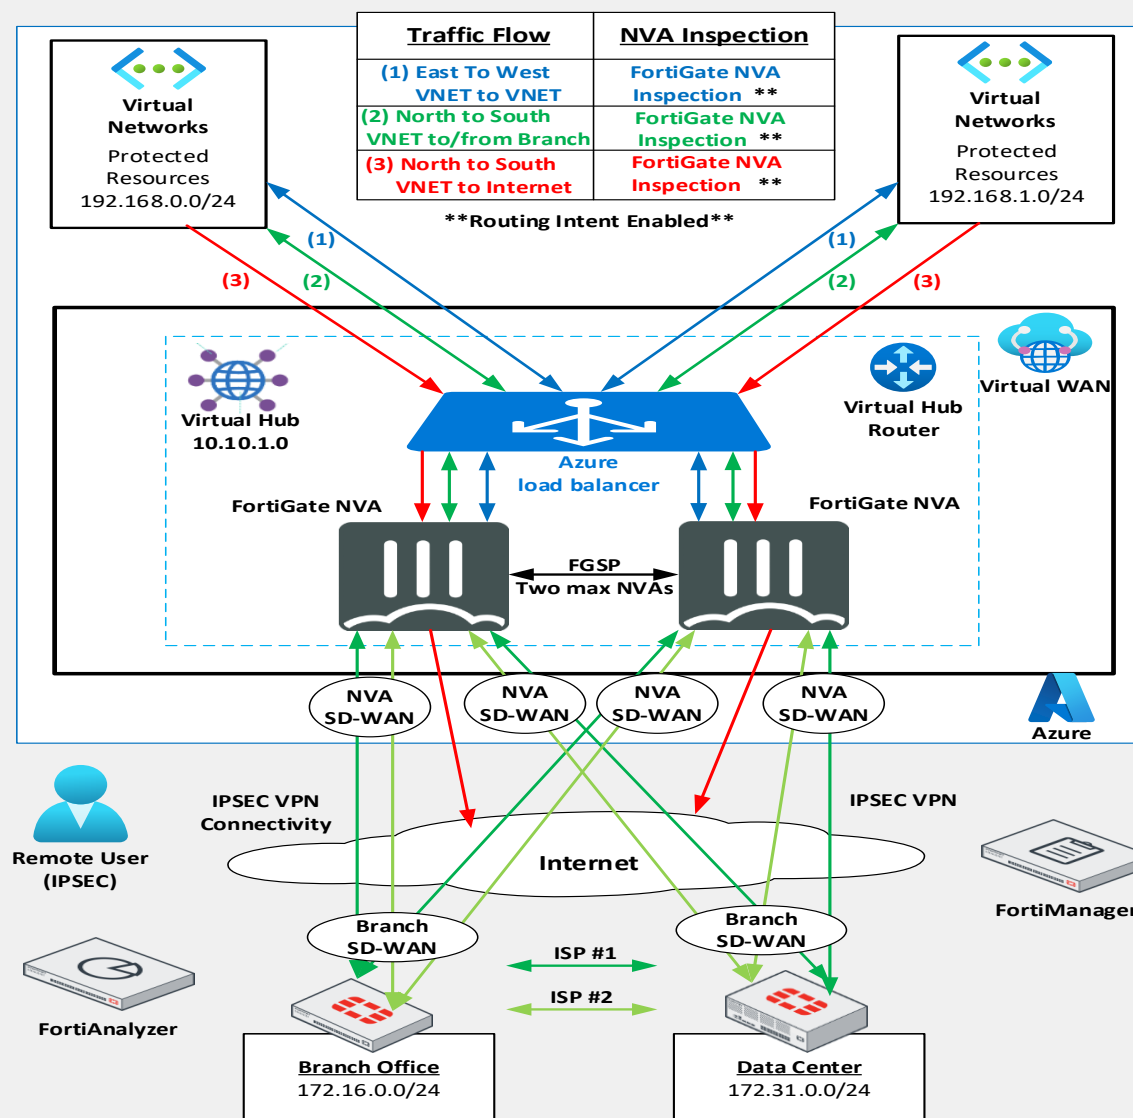 Traffic Flow
NVA Inspection
(1) East To West
VNET to VNET
FortiGate NVA
Inspection **
(2) North to South
VNET to/from Branch
FortiGate NVA
Inspection **
(3) North to South
VNET to Internet
FortiGate NVA
Inspection **
**Routing Intent Enabled**
Virtual
Networks
Protected
Resources
192.168.0.0/24
Virtual
Networks
Protected
Resources
192.168.1.0/24
(1)
(2)
(3)
(1)
(2)
(3)
Virtual Hub
10.10.1.0
Virtual Hub
Router
Virtual WAN
Azure
load balancer
FortiGate NVA
FortiGate NVA
FGSP
Two max NVAs
NVA
SD-WAN
NVA
SD-WAN
NVA
SD-WAN
NVA
SD-WAN
Azure
Remote User
(IPSEC)
IPSEC VPN
Connectivity
IPSEC VPN
Internet
FortiManager
Branch
SD-WAN
Branch
SD-WAN
ISP #1
ISP #2
FortiAnalyzer
Branch Office
172.16.0.0/24
Data Center
172.31.0.0/24